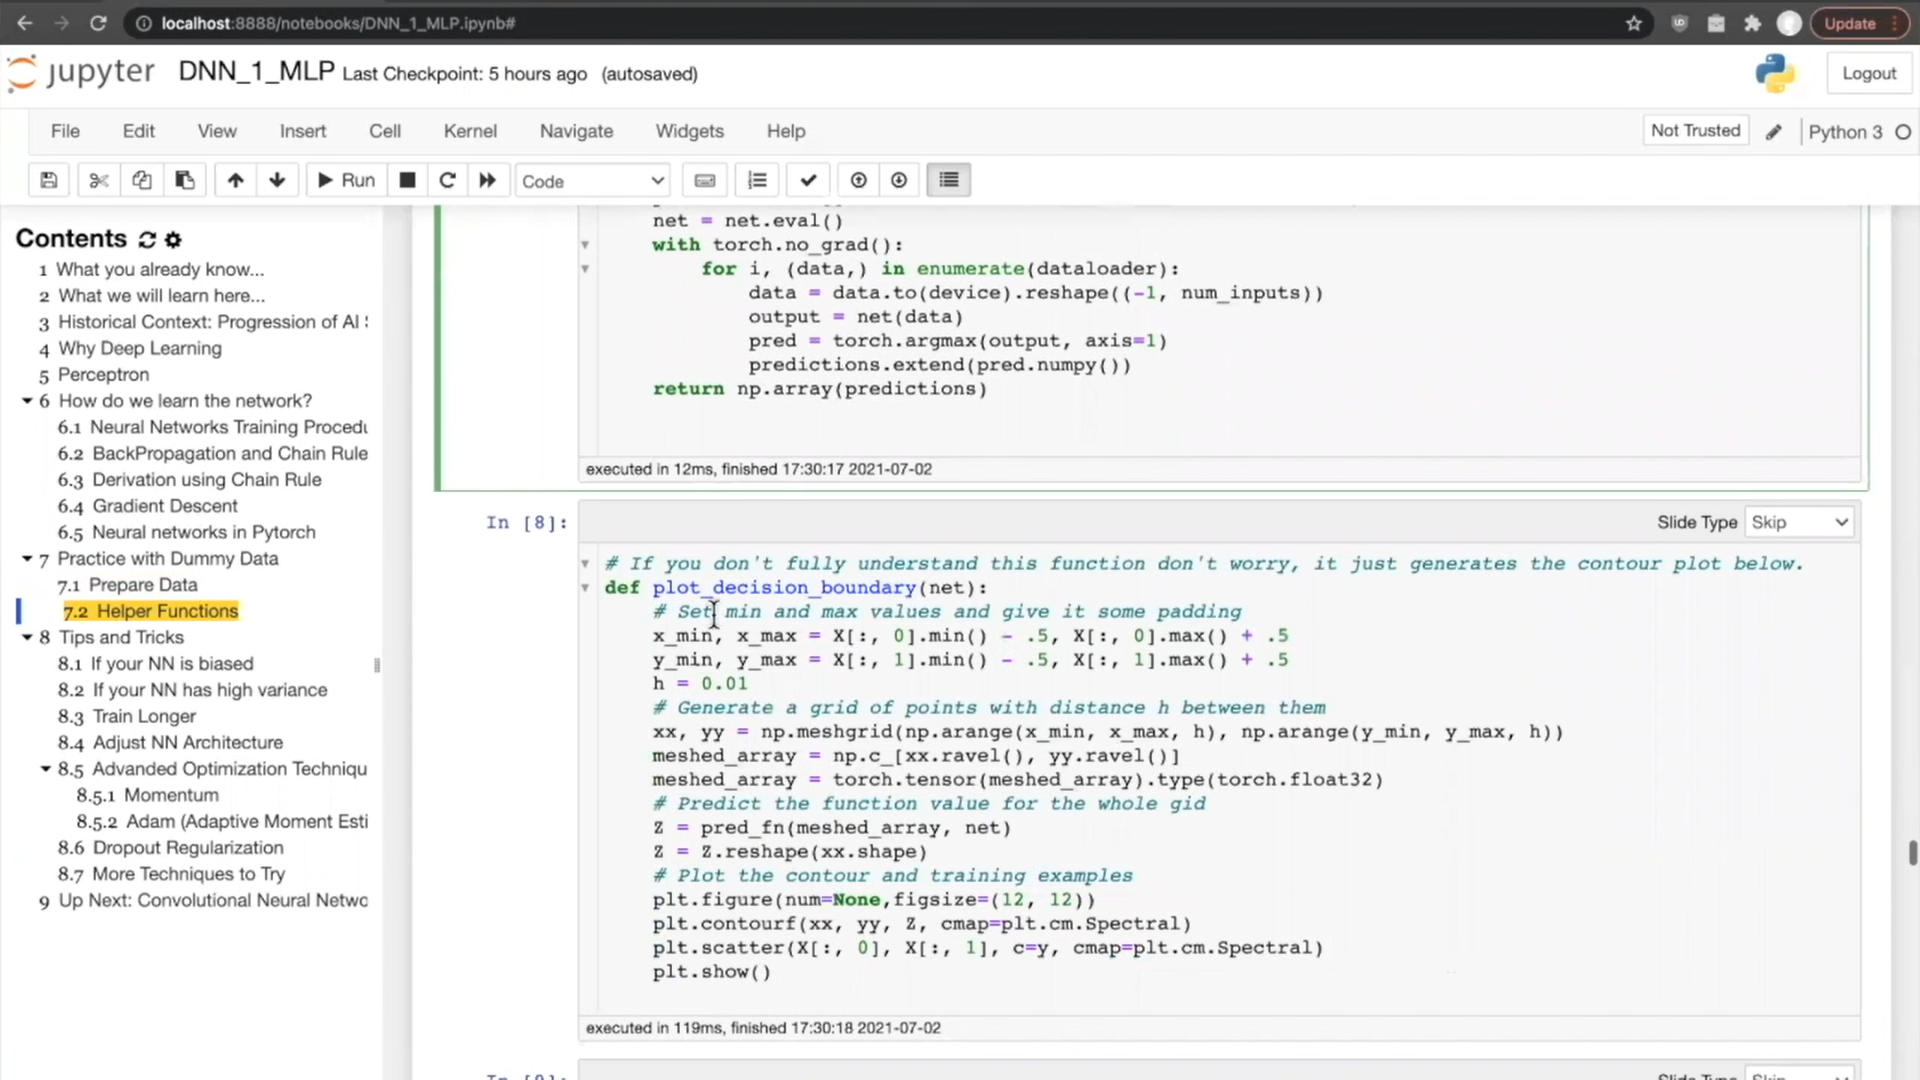 localhost:8888/notebooks/DNN_1_MLP.ipynb#
Update
jupyter DNN_1_MLP Last Checkpoint: 5 hours ago (autosaved)
Logout
File Edit View Insert Cell Kernel Navigate Widgets Help
Not Trusted Python 3
Run Code
Contents
1 What you already know...
2 What we will learn here...
3 Historical Context: Progression of AI
4 Why Deep Learning
5 Perceptron
6 How do we learn the network?
6.1 Neural Networks Training Procedu
6.2 BackPropagation and Chain Rule
6.3 Derivation using Chain Rule
6.4 Gradient Descent
6.5 Neural networks in Pytorch
7 Practice with Dummy Data
7.1 Prepare Data
7.2 Helper Functions
8 Tips and Tricks
8.1 If your NN is biased
8.2 If your NN has high variance
8.3 Train Longer
8.4 Adjust NN Architecture
8.5 Advanded Optimization Techniqu
8.5.1 Momentum
8.5.2 Adam (Adaptive Moment Esti
8.6 Dropout Regularization
8.7 More Techniques to Try
9 Up Next: Convolutional Neural Netwo
net = net.eval()
with torch.no_grad():
for i, (data,) in enumerate(dataloader):
data = data.to(device).reshape((-1, num_inputs))
output = net(data)
pred = torch.argmax(output, axis=1)
predictions.extend(pred.numpy())
return np.array(predictions)
executed in 12ms, finished 17:30:17 2021-07-02
In [8]:
Slide Type Skip
# If you don't fully understand this function don't worry, it just generates the contour plot below.
def plot_decision_boundary(net):
# Set min and max values and give it some padding
x_min, x_max = X[:, 0].min() - .5, X[:, 0].max() + .5
y_min, y_max = X[:, 1].min() - .5, X[:, 1].max() + .5
h = 0.01
# Generate a grid of points with distance h between them
xx, yy = np.meshgrid(np.arange(x_min, x_max, h), np.arange(y_min, y_max, h))
meshed_array = np.c_[xx.ravel(), yy.ravel()]
meshed_array = torch.tensor(meshed_array).type(torch.float32)
# Predict the function value for the whole gid
Z = pred_fn(meshed_array, net)
Z = Z.reshape(xx.shape)
# Plot the contour and training examples
plt.figure(num=None,figsize=(12, 12))
plt.contourf(xx, yy, Z, cmap=plt.cm.Spectral)
plt.scatter(X[:, 0], X[:, 1], c=y, cmap=plt.cm.Spectral)
plt.show()
executed in 119ms, finished 17:30:18 2021-07-02
In [9]:
Slide Type Skip